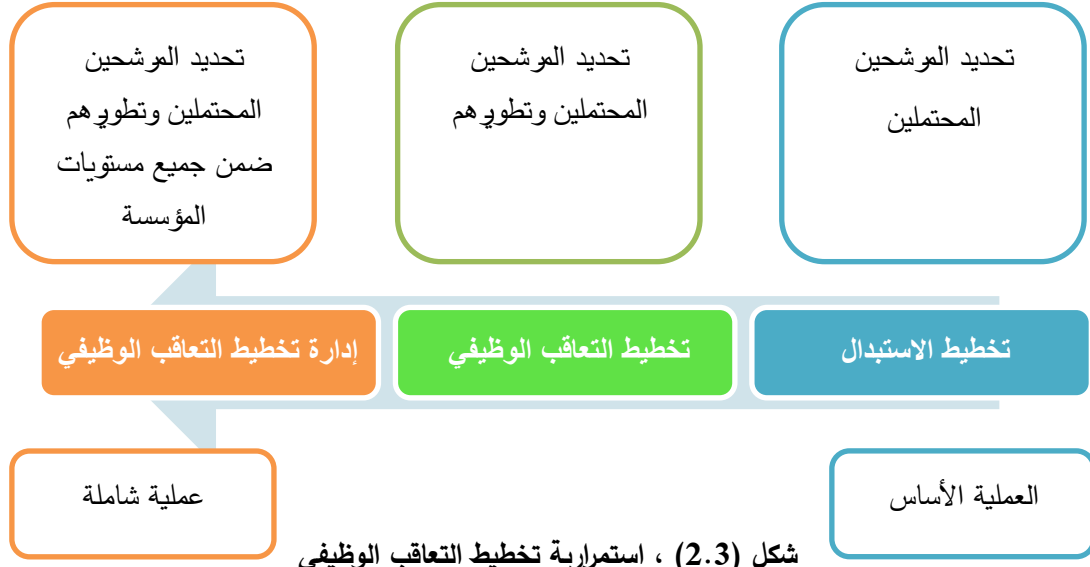 تحديد المرشحين
المحتملين
تحديد المرشحين
المحتملين وتطويرهم
تحديد المرشحين
المحتملين وتطويرهم
ضمن جميع مستويات
المؤسسة
تخطيط الاستبدال
تخطيط التعاقب الوظيفي
إدارة تخطيط التعاقب الوظيفي
العملية الأساس
عملية شاملة
شكل (2.3) ، استمرارية تخطيط التعاقب الوظيفي